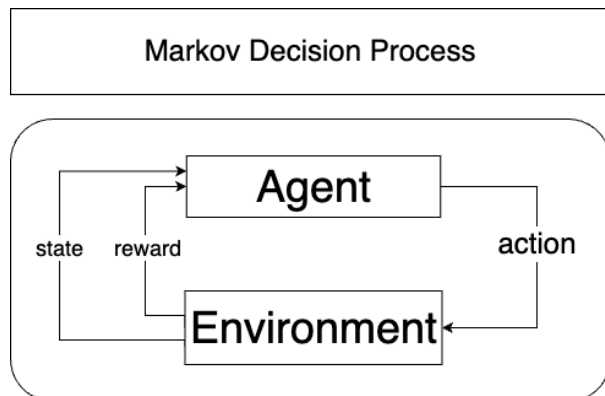 Markov Decision Process
Agent
state
reward
action
Environment